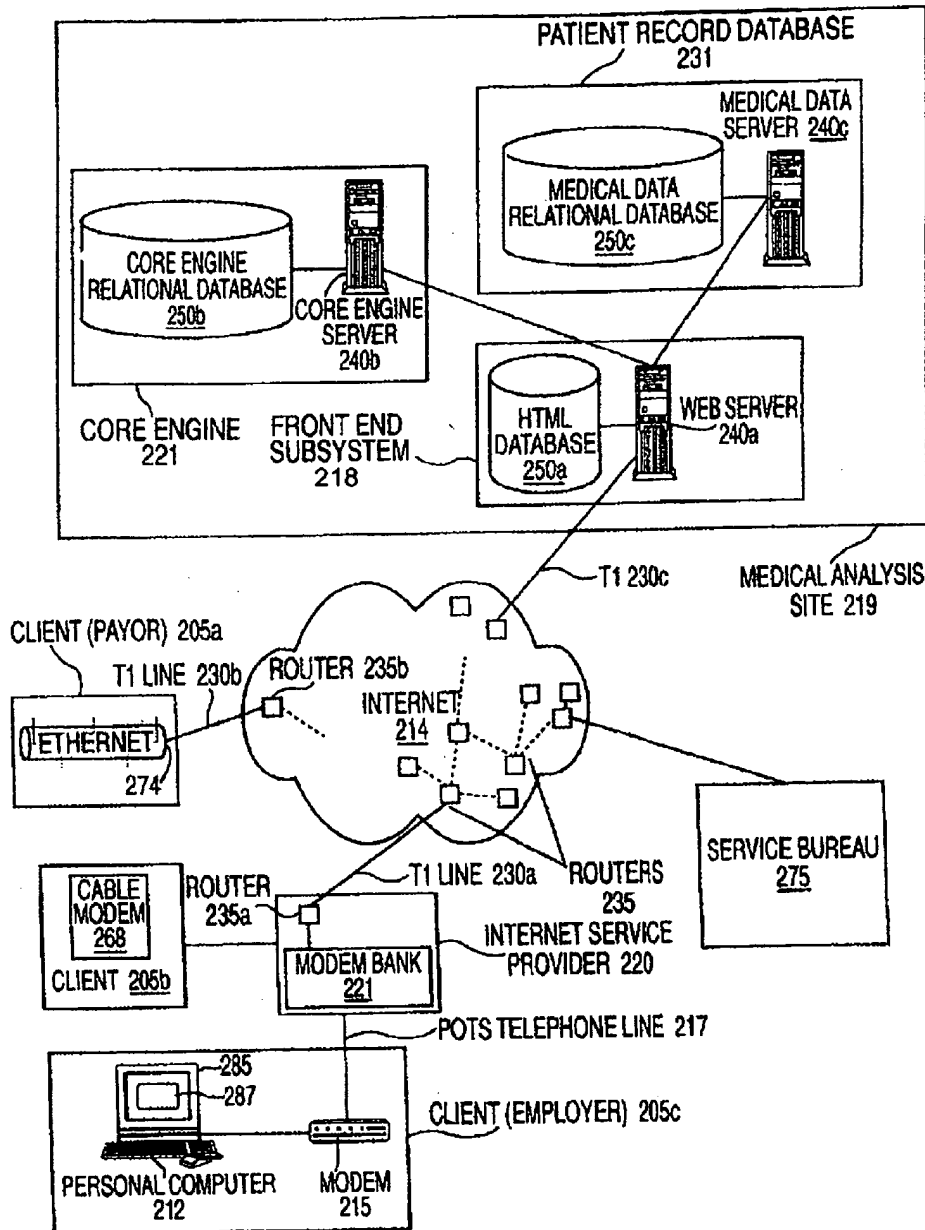 PATIENT RECORD DATABASE
231
MEDICAL DATA
SERVER 240c
MEDICAL DATA
RELATIONAL DATABASE
250c
CORE ENGINE
RELATIONAL DATABASE
250b
CORE ENGINE
SERVER
240b
CORE ENGINE
221
FRONT END
SUBSYSTEM
218
HTML
DATABASE
250a
WEB SERVER
240a
T1 230c
MEDICAL ANALYSIS
SITE 219
CLIENT (PAYOR) 205a
T1 LINE 230b
ROUTER 235b
INTERNET
214
ETHERNET
274
SERVICE BUREAU
275
T1 LINE 230a
ROUTERS
235
CABLE
MODEM
268
CLIENT 205b
ROUTER
235a
INTERNET SERVICE
PROVIDER 220
MODEM BANK
221
POTS TELEPHONE LINE 217
285
287
CLIENT (EMPLOYER) 205c
PERSONAL COMPUTER
212
MODEM
215